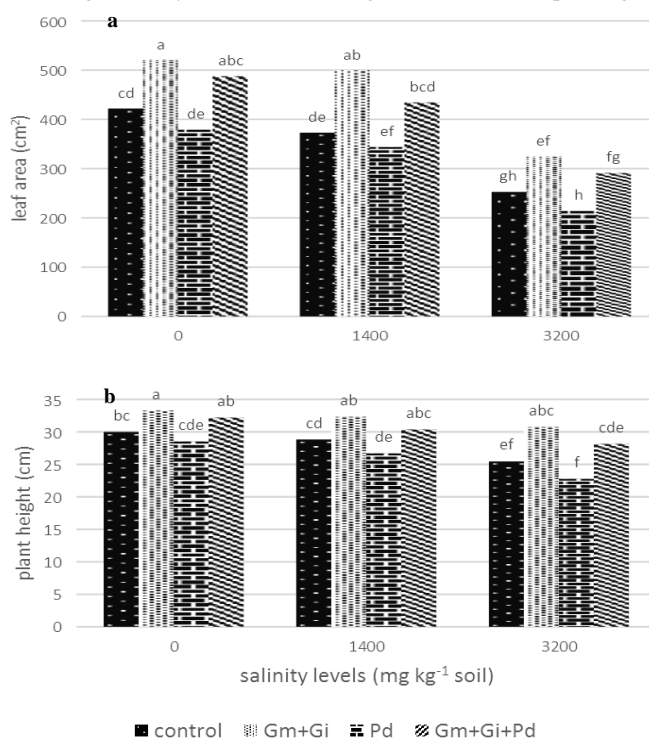 a
600
500
400
300
200
100
0
leaf area (cm²)
cd a de abc
de ab ef bcd
gh ef h fg
0 1400 3200
b
35
30
25
20
15
10
5
0
plant height (cm)
bc a cde ab
cd ab de abc
ef abc f cde
0 1400 3200
salinity levels (mg kg⁻¹ soil)
control Gm+Gi Pd Gm+Gi+Pd